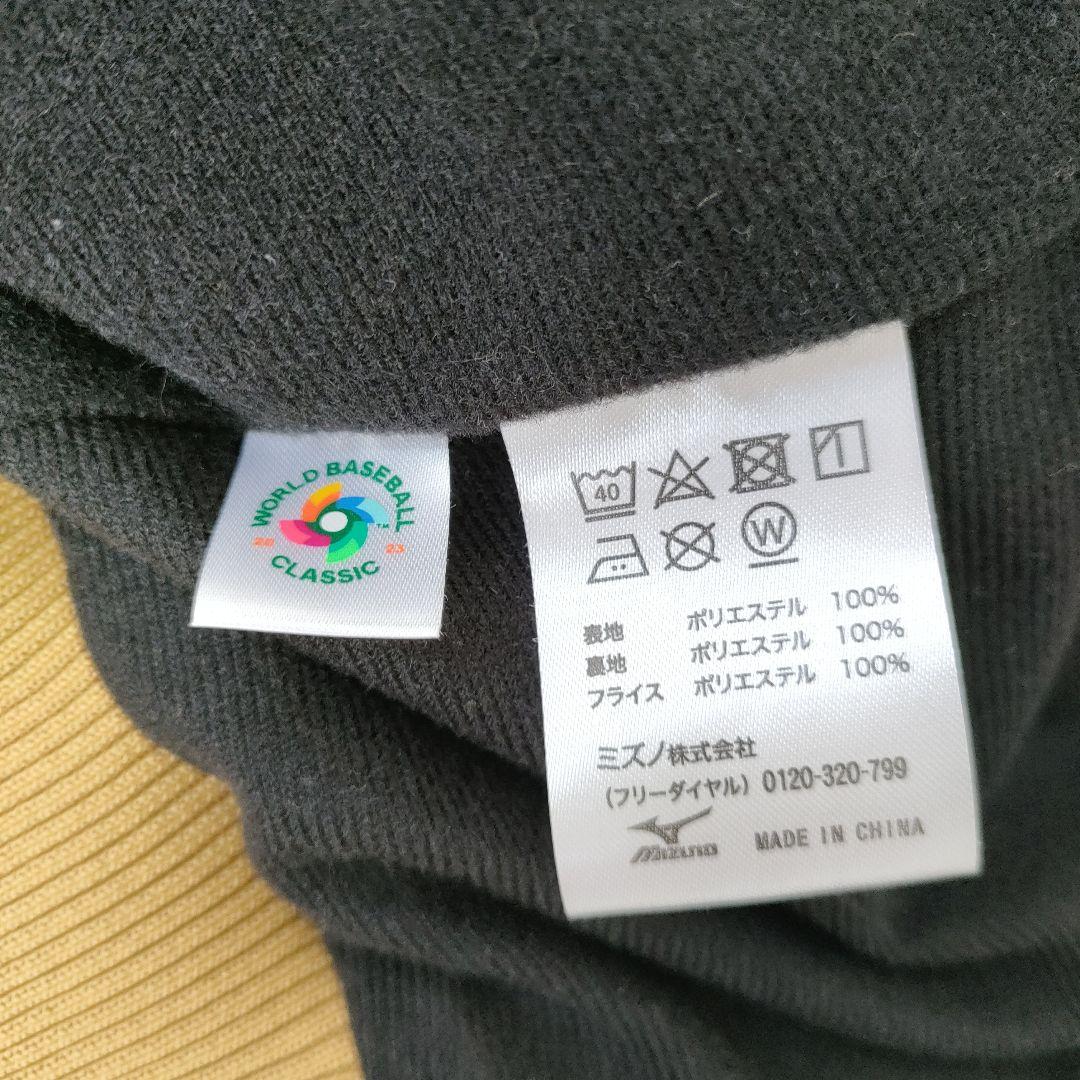 WORLD BASEBALL
20 23
CLASSIC
TM
40
W
表地 ポリエステル 100%
裏地 ポリエステル 100%
フライス ポリエステル 100%
ミズノ株式会社
(フリーダイヤル) 0120-320-799
MIZUNO MADE IN CHINA